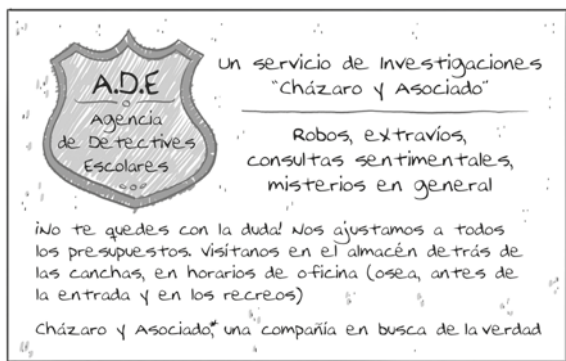 A.D.E
Agencia
de Detectives
Escolares
Un servicio de Investigaciones
"Cházaro y Asociado"
Robos, extravíos,
consultas sentimentales,
misterios en general
¡No te quedes con la duda! Nos ajustamos a todos
los presupuestos. Visítanos en el almacén detrás de
las canchas, en horarios de oficina (osea, antes de
la entrada y en los recreos)
Cházaro y Asociado,* una compañía en busca de la verdad